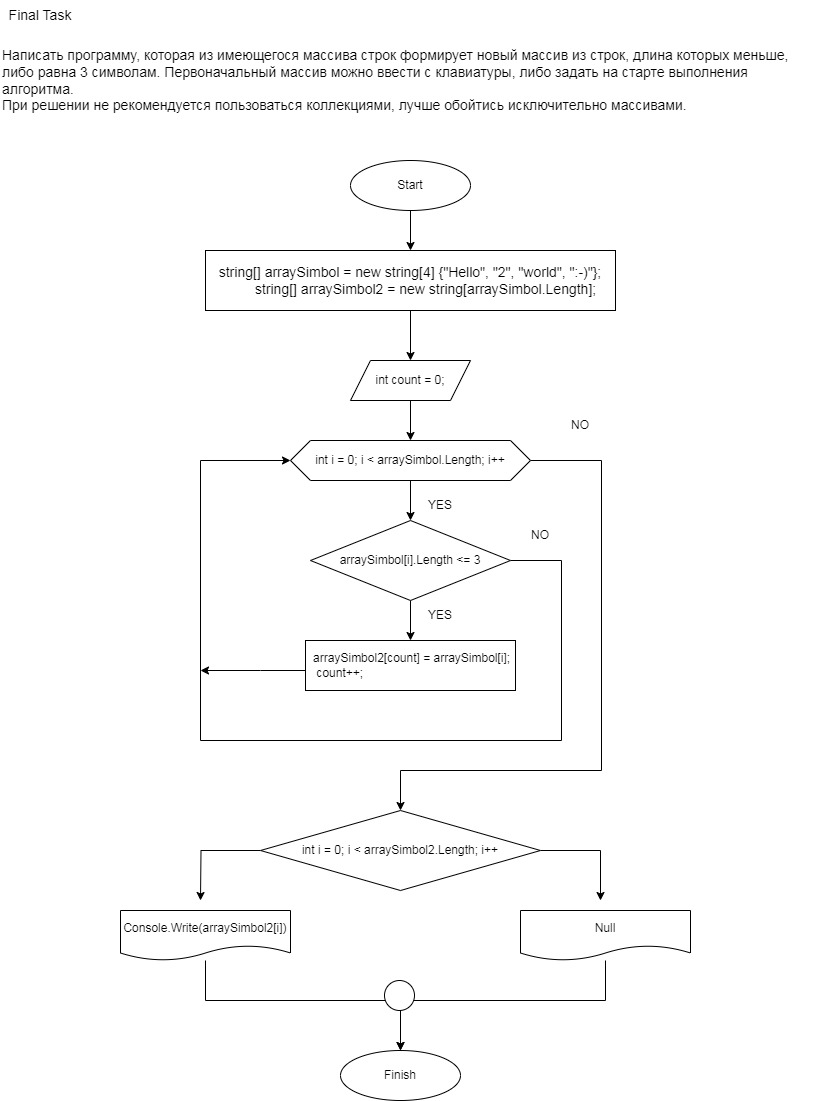 Final Task
Написать программу, которая из имеющегося массива строк формирует новый массив из строк, длина которых меньше,
либо равна 3 символам. Первоначальный массив можно ввести с клавиатуры, либо задать на старте выполнения
алгоритма.
При решении не рекомендуется пользоваться коллекциями, лучше обойтись исключительно массивами.
Start
string[] arraySimbol = new string[4] {"Hello", "2", "world", ":-)"};
string[] arraySimbol2 = new string[arraySimbol.Length];
int count = 0;
NO
int i = 0; i < arraySimbol.Length; i++
YES
NO
arraySimbol[i].Length <= 3
YES
arraySimbol2[count] = arraySimbol[i];
count++;
int i = 0; i < arraySimbol2.Length; i++
Console.Write(arraySimbol2[i])
Null
Finish